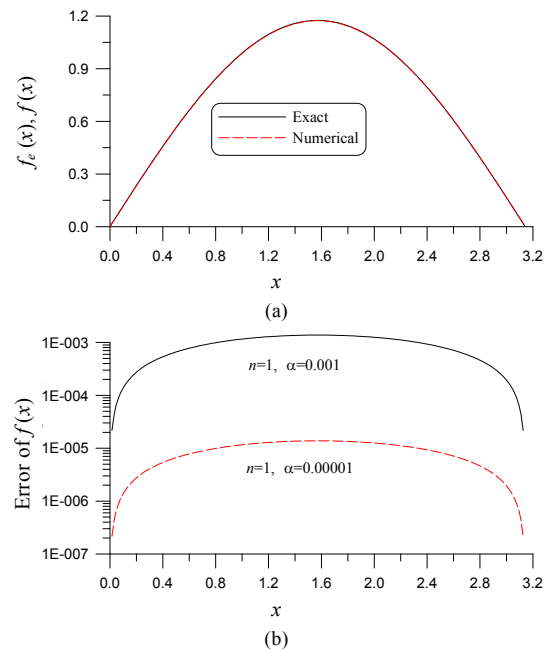 1.2
0.9
0.6
0.3
0.0
f_e(x), f(x)
Exact
Numerical
0.0 0.4 0.8 1.2 1.6 2.0 2.4 2.8 3.2
x
(a)
1E-003
1E-004
1E-005
1E-006
1E-007
Error of f(x)
n=1, α=0.001
n=1, α=0.00001
0.0 0.4 0.8 1.2 1.6 2.0 2.4 2.8 3.2
x
(b)